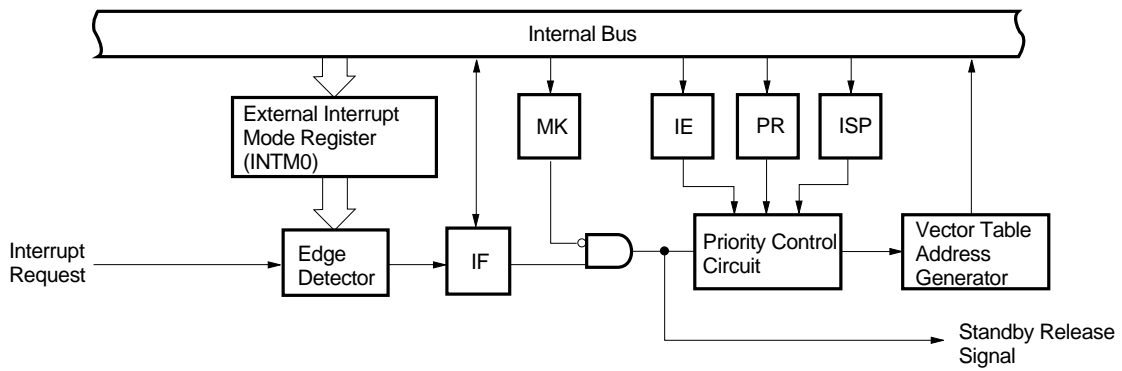 Internal Bus
External Interrupt
Mode Register
(INTM0)
MK
IE
PR
ISP
Interrupt
Request
Edge
Detector
IF
Priority Control
Circuit
Vector Table
Address
Generator
Standby Release
Signal